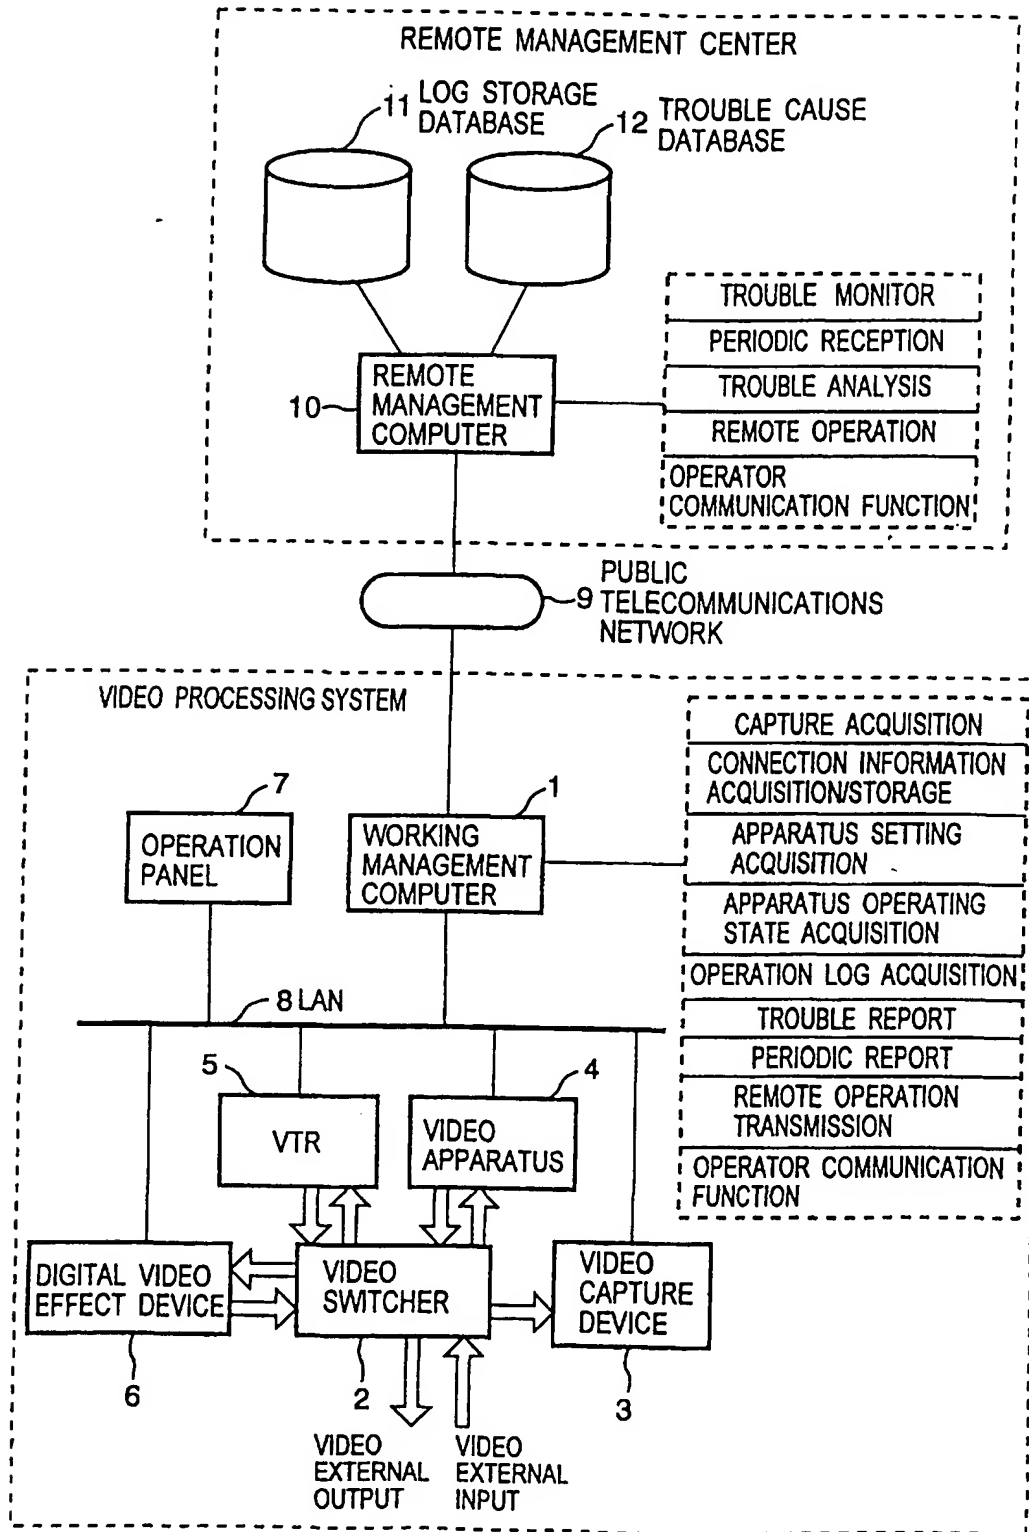 REMOTE MANAGEMENT CENTER
11 LOG STORAGE
DATABASE
12 TROUBLE CAUSE
DATABASE
TROUBLE MONITOR
PERIODIC RECEPTION
TROUBLE ANALYSIS
REMOTE OPERATION
OPERATOR
COMMUNICATION FUNCTION
10
REMOTE
MANAGEMENT
COMPUTER
9
PUBLIC
TELECOMMUNICATIONS
NETWORK
VIDEO PROCESSING SYSTEM
CAPTURE ACQUISITION
CONNECTION INFORMATION
ACQUISITION/STORAGE
APPARATUS SETTING
ACQUISITION
APPARATUS OPERATING
STATE ACQUISITION
OPERATION LOG ACQUISITION
TROUBLE REPORT
PERIODIC REPORT
REMOTE OPERATION
TRANSMISSION
OPERATOR COMMUNICATION
FUNCTION
7
OPERATION
PANEL
1
WORKING
MANAGEMENT
COMPUTER
8 LAN
5
VTR
4
VIDEO
APPARATUS
DIGITAL VIDEO
EFFECT DEVICE
6
VIDEO
SWITCHER
2
VIDEO
CAPTURE
DEVICE
3
VIDEO
EXTERNAL
OUTPUT
VIDEO
EXTERNAL
INPUT